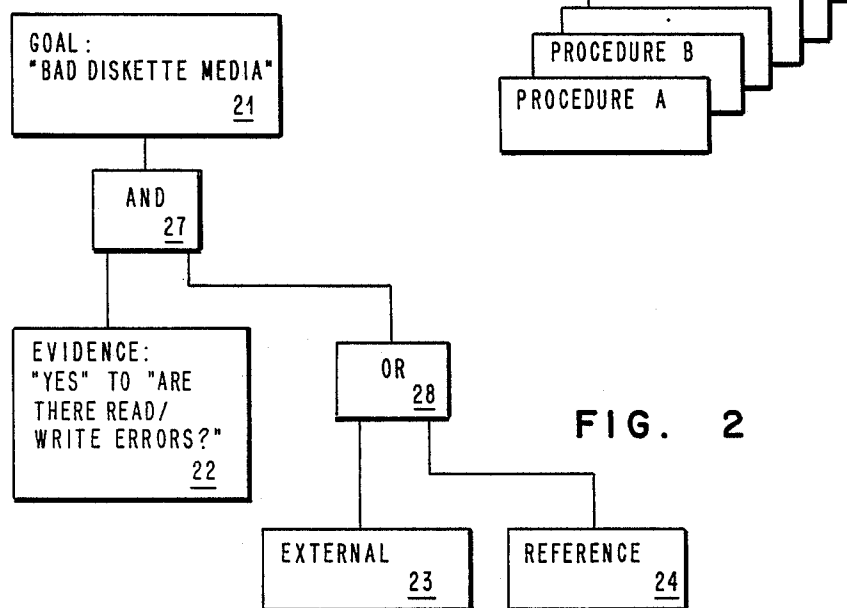 GOAL:
"BAD DISKETTE MEDIA"
21
PROCEDURE B
PROCEDURE A
AND
27
EVIDENCE:
"YES" TO "ARE
THERE READ/
WRITE ERRORS?"
22
OR
28
FIG. 2
EXTERNAL
23
REFERENCE
24